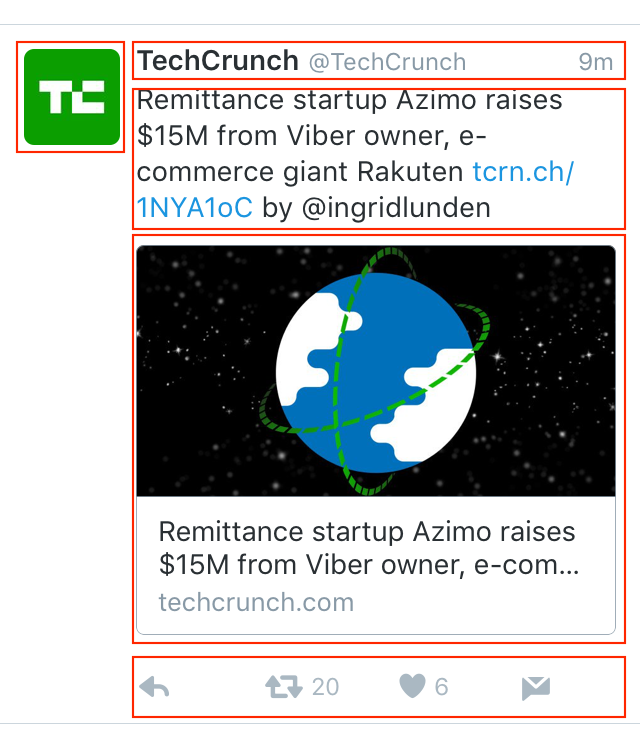 TC
TechCrunch @TechCrunch 9m
Remittance startup Azimo raises
$15M from Viber owner, e-
commerce giant Rakuten tcrn.ch/
1NYA1oC by @ingridlunden
Remittance startup Azimo raises
$15M from Viber owner, e-com...
techcrunch.com
20 6